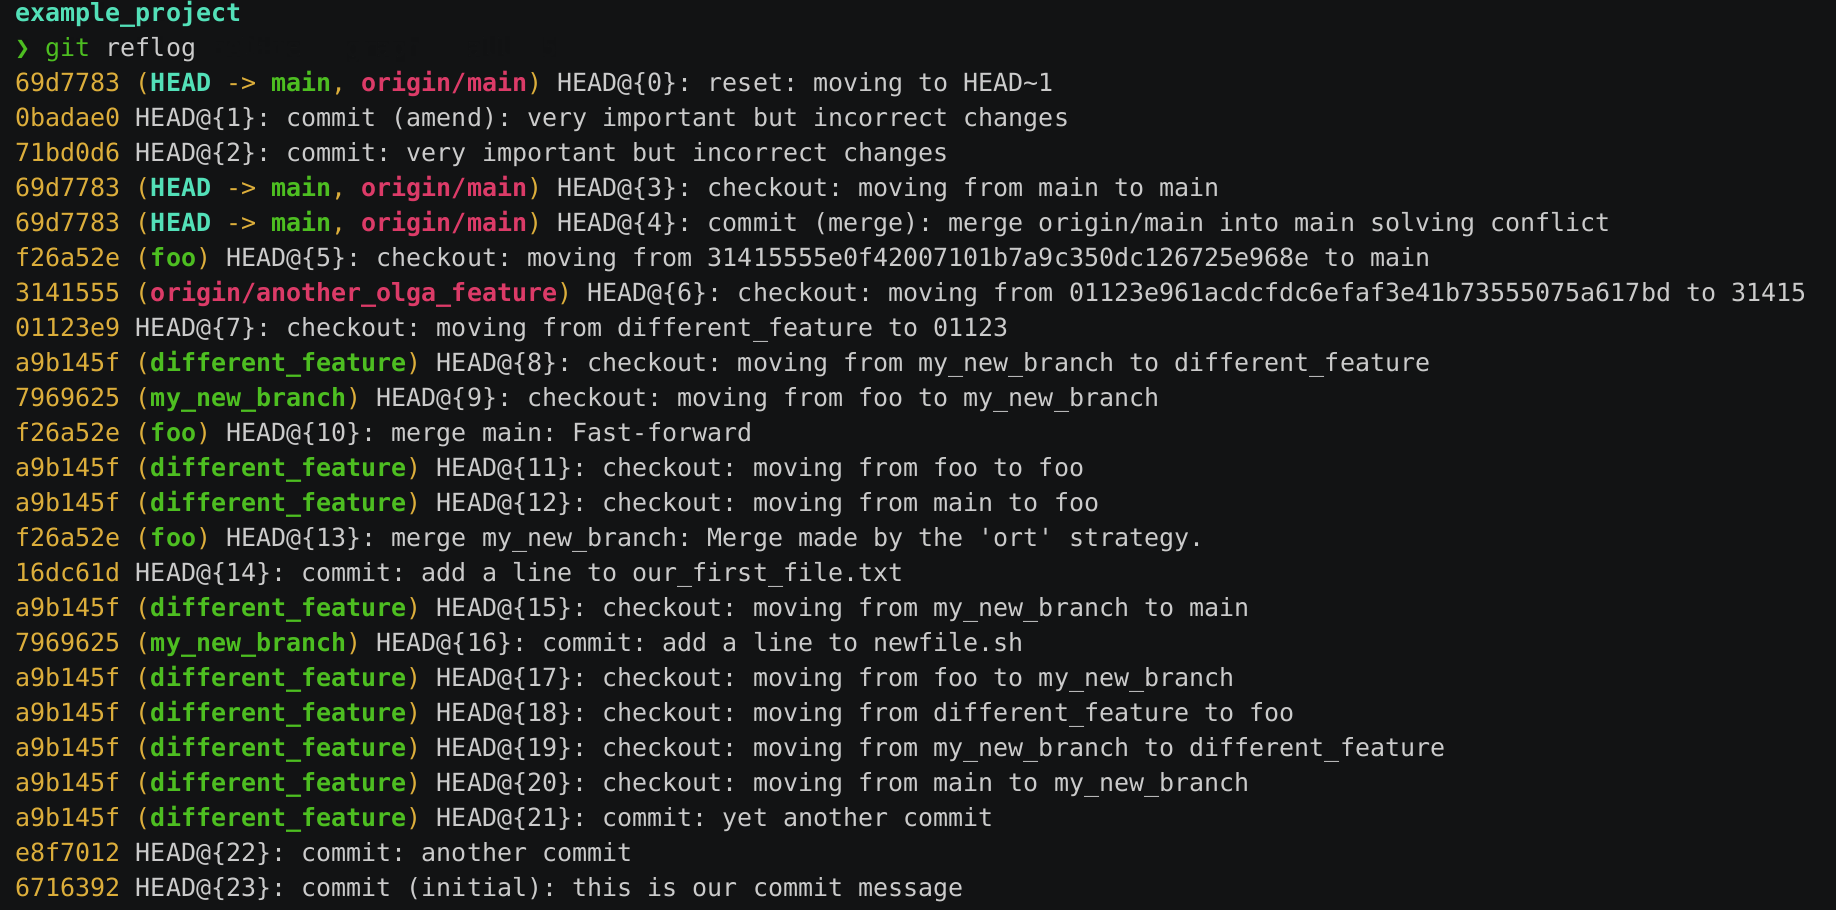 example_project
❯ git reflog
69d7783 (HEAD -> main, origin/main) HEAD@{0}: reset: moving to HEAD~1
0badae0 HEAD@{1}: commit (amend): very important but incorrect changes
71bd0d6 HEAD@{2}: commit: very important but incorrect changes
69d7783 (HEAD -> main, origin/main) HEAD@{3}: checkout: moving from main to main
69d7783 (HEAD -> main, origin/main) HEAD@{4}: commit (merge): merge origin/main into main solving conflict
f26a52e (foo) HEAD@{5}: checkout: moving from 31415555e0f42007101b7a9c350dc126725e968e to main
3141555 (origin/another_olga_feature) HEAD@{6}: checkout: moving from 01123e961acdcfdc6efaf3e41b73555075a617bd to 31415
01123e9 HEAD@{7}: checkout: moving from different_feature to 01123
a9b145f (different_feature) HEAD@{8}: checkout: moving from my_new_branch to different_feature
7969625 (my_new_branch) HEAD@{9}: checkout: moving from foo to my_new_branch
f26a52e (foo) HEAD@{10}: merge main: Fast-forward
a9b145f (different_feature) HEAD@{11}: checkout: moving from foo to foo
a9b145f (different_feature) HEAD@{12}: checkout: moving from main to foo
f26a52e (foo) HEAD@{13}: merge my_new_branch: Merge made by the 'ort' strategy.
16dc61d HEAD@{14}: commit: add a line to our_first_file.txt
a9b145f (different_feature) HEAD@{15}: checkout: moving from my_new_branch to main
7969625 (my_new_branch) HEAD@{16}: commit: add a line to newfile.sh
a9b145f (different_feature) HEAD@{17}: checkout: moving from foo to my_new_branch
a9b145f (different_feature) HEAD@{18}: checkout: moving from different_feature to foo
a9b145f (different_feature) HEAD@{19}: checkout: moving from my_new_branch to different_feature
a9b145f (different_feature) HEAD@{20}: checkout: moving from main to my_new_branch
a9b145f (different_feature) HEAD@{21}: commit: yet another commit
e8f7012 HEAD@{22}: commit: another commit
6716392 HEAD@{23}: commit (initial): this is our commit message